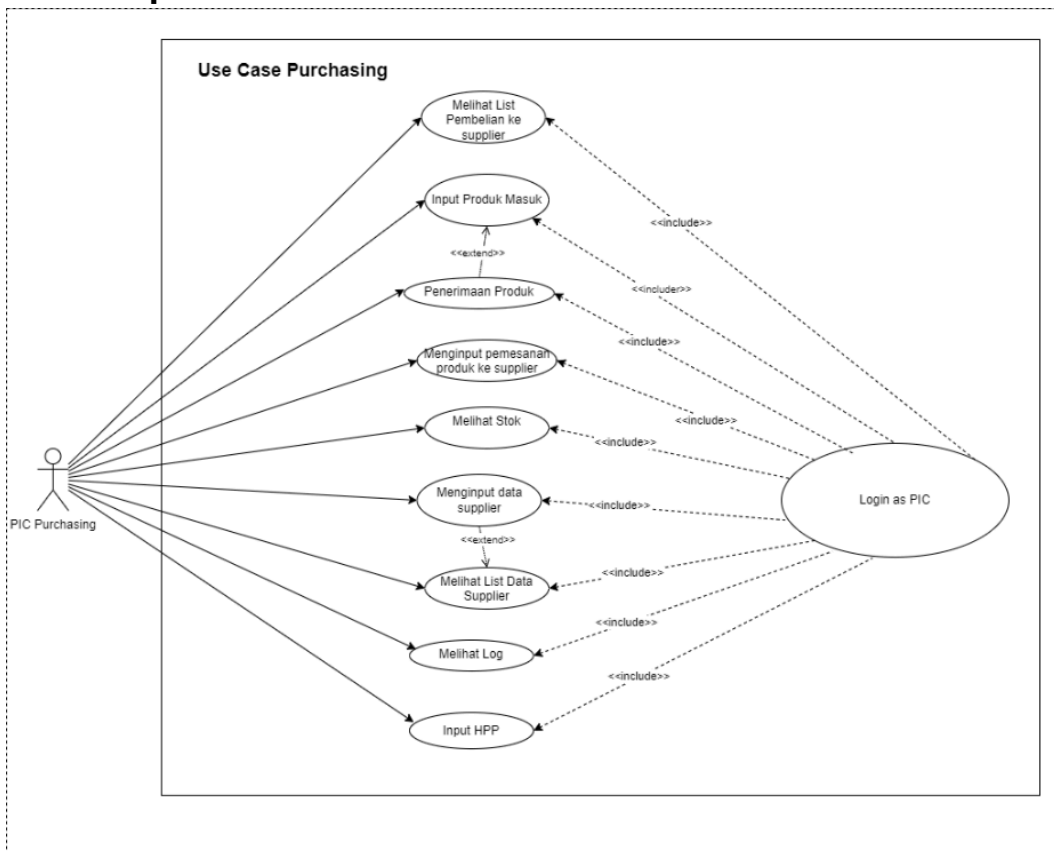 Use Case Purchasing
Melihat List
Pembelian ke
supplier
Input Produk Masuk
<<include>>
<<extend>>
Penerimaan Produk
<<includer>>
<<include>>
Menginput pemesanan
produk ke supplier
<<include>>
Melihat Stok
<<include>>
Login as PIC
Menginput data
supplier
<<include>>
PIC Purchasing
<<extend>>
Melihat List Data
Supplier
<<include>>
<<include>>
Melihat Log
<<include>>
Input HPP